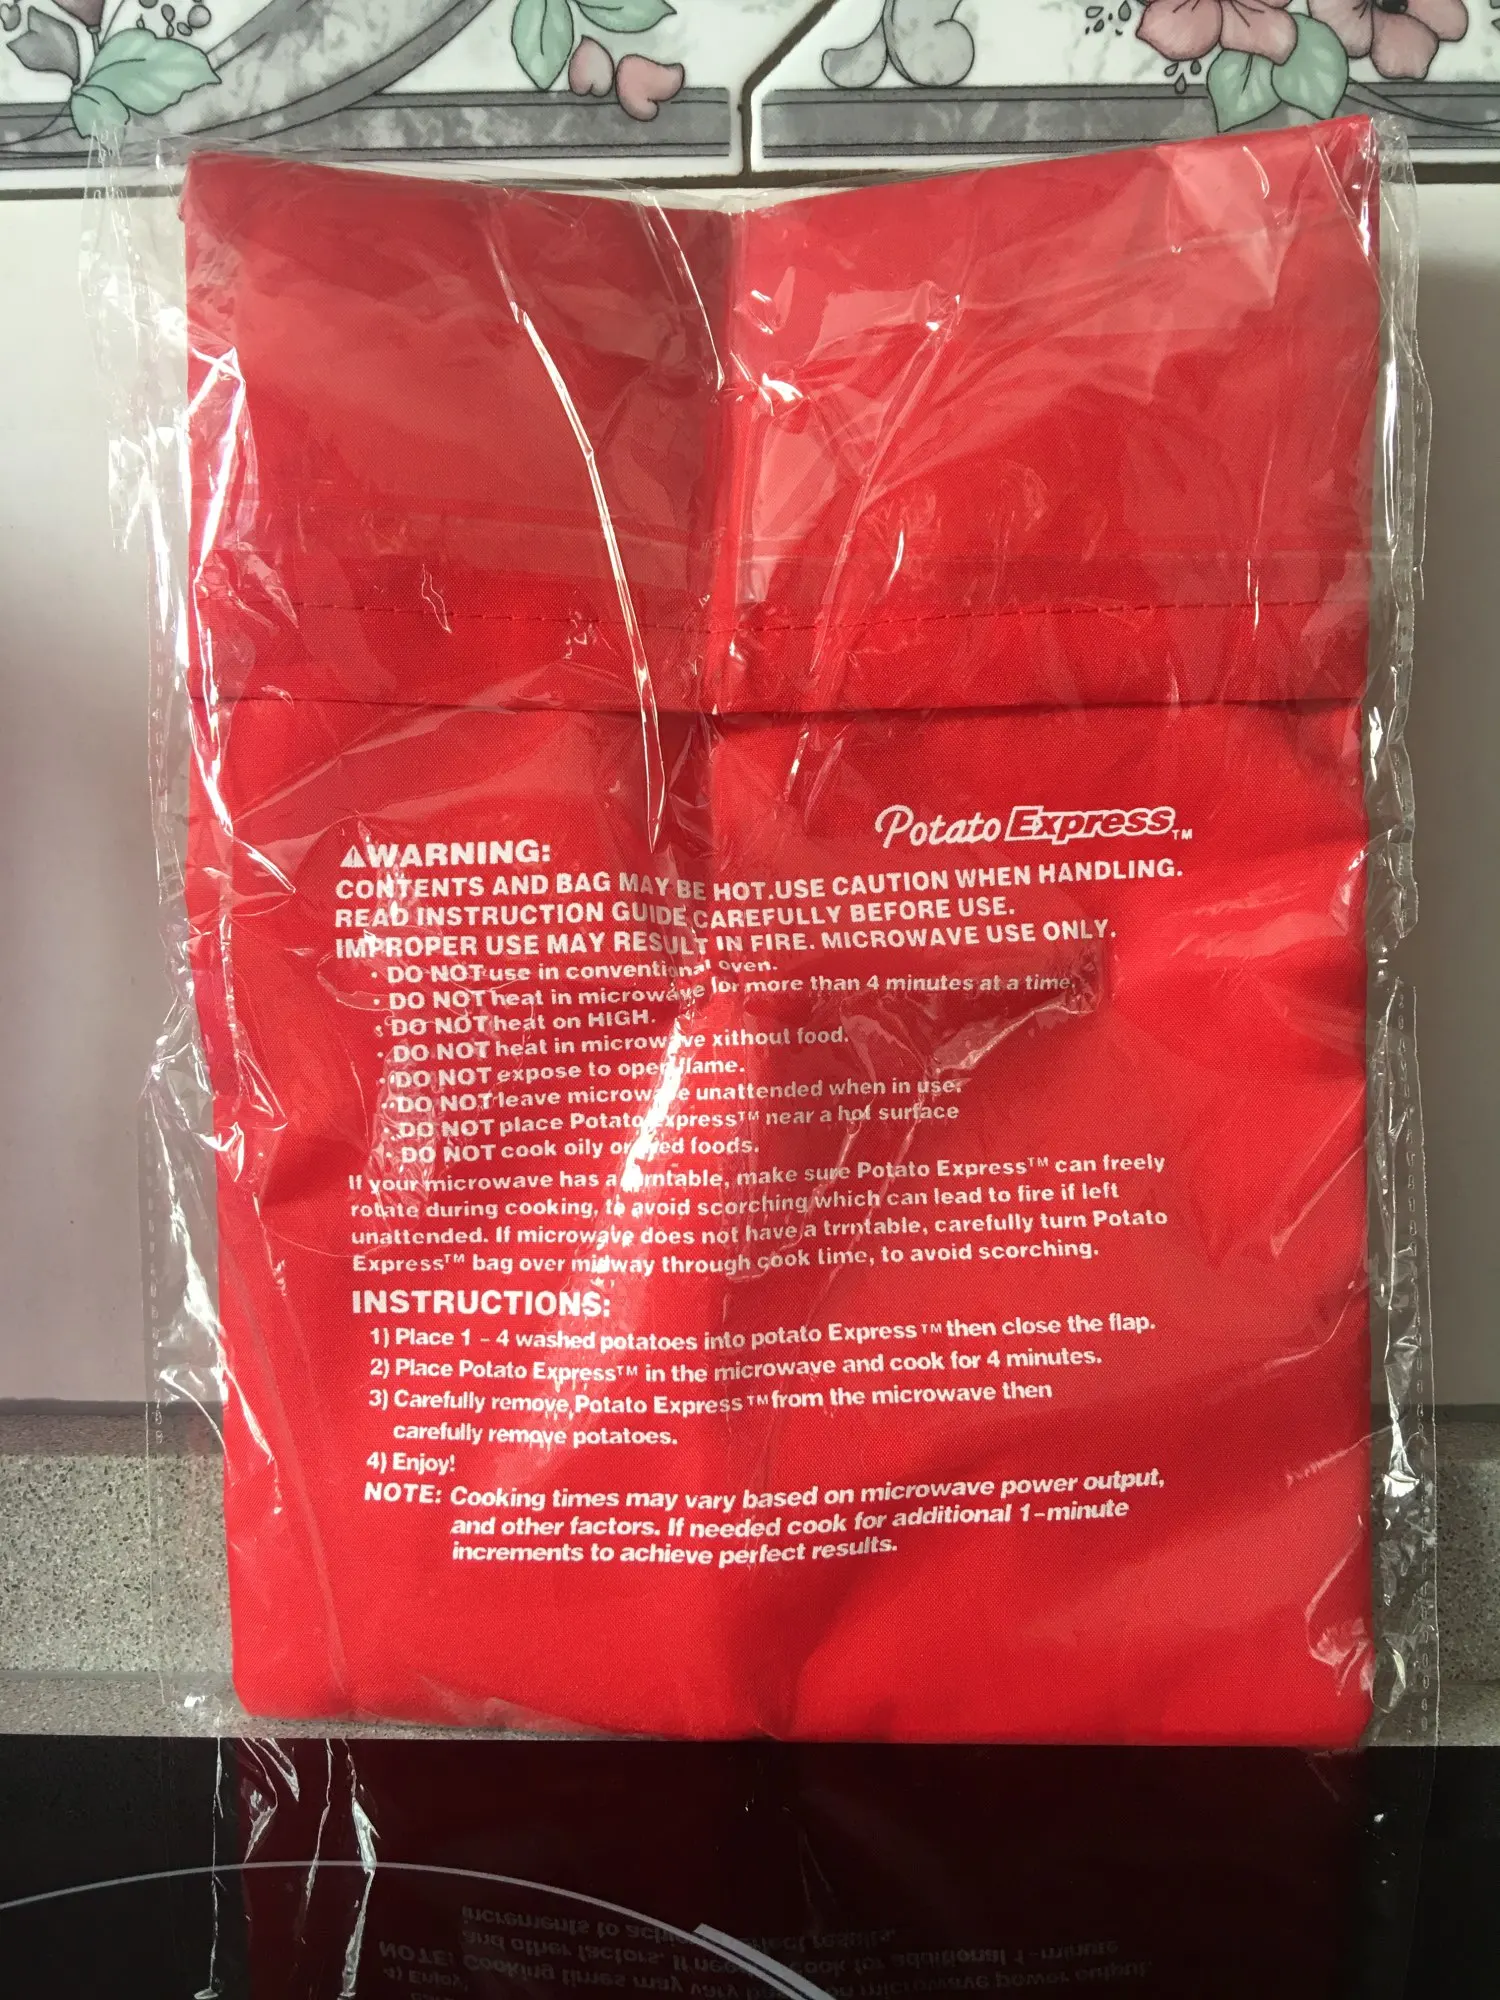 Potato Express™
⚠WARNING:
CONTENTS AND BAG MAY BE HOT.USE CAUTION WHEN HANDLING.
READ INSTRUCTION GUIDE CAREFULLY BEFORE USE.
IMPROPER USE MAY RESULT IN FIRE. MICROWAVE USE ONLY.
• DO NOT use in conventional oven.
• DO NOT heat in microwave for more than 4 minutes at a time.
• DO NOT heat on HIGH.
• DO NOT heat in microwave xithout food.
• DO NOT expose to open flame.
• DO NOT leave microwave unattended when in use.
• DO NOT place Potato Express™ near a hot surface
• DO NOT cook oily or foods.
If your microwave has a turntable, make sure Potato Express™ can freely
rotate during cooking, to avoid scorching which can lead to fire if left
unattended. If microwave does not have a trrntable, carefully turn Potato
Express™ bag over midway through cook time, to avoid scorching.
INSTRUCTIONS:
1) Place 1 - 4 washed potatoes into potato Express™ then close the flap.
2) Place Potato Express™ in the microwave and cook for 4 minutes.
3) Carefully remove Potato Express™ from the microwave then
carefully remove potatoes.
4) Enjoy!
NOTE: Cooking times may vary based on microwave power output,
and other factors. If needed cook for additional 1-minute
increments to achieve perfect results.